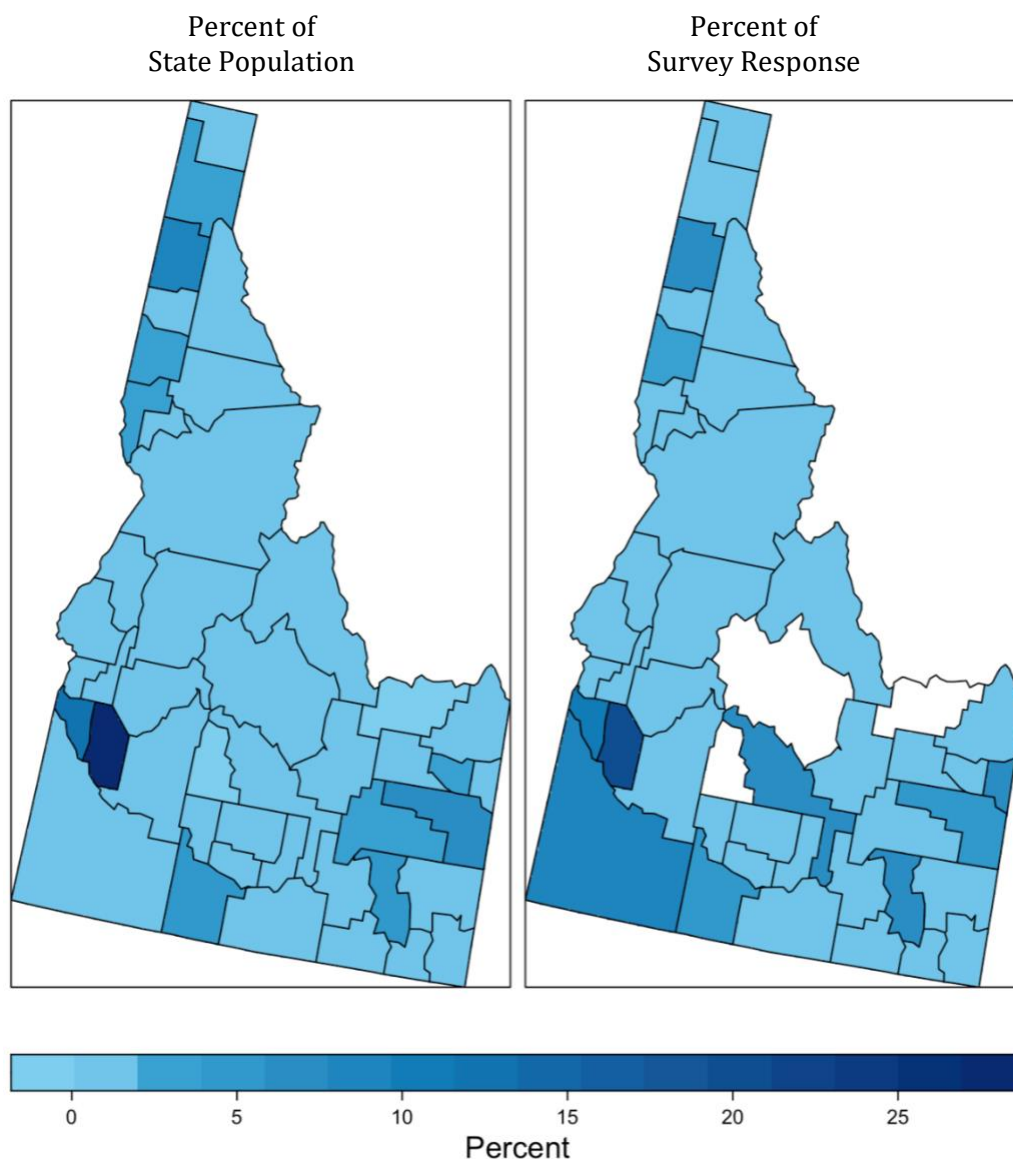 Percent of
State Population
Percent of
Survey Response
0 5 10 15 20 25
Percent